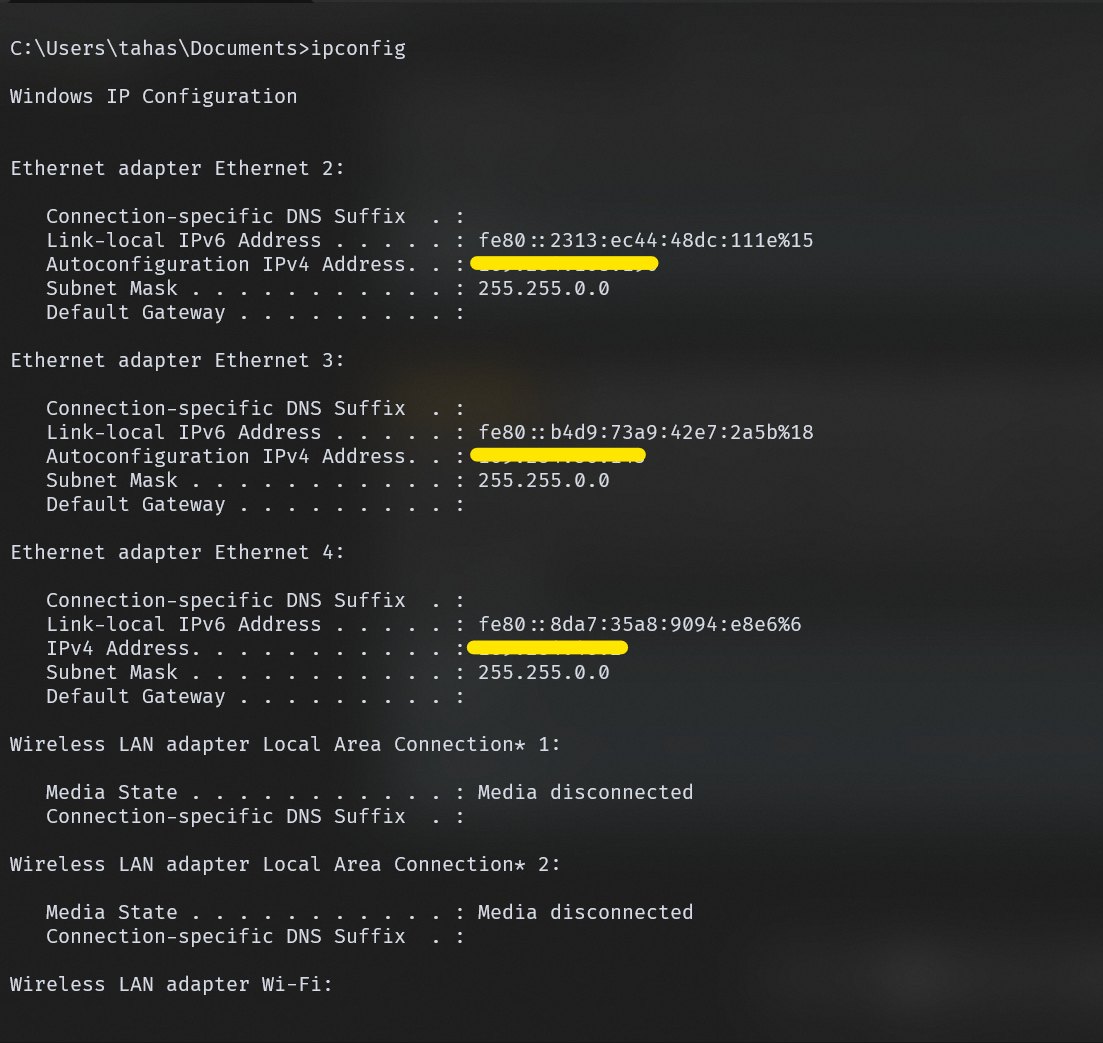 C:\Users\tahas\Documents>ipconfig
Windows IP Configuration
Ethernet adapter Ethernet 2:
Connection-specific DNS Suffix . :
Link-local IPv6 Address . . . . . : fe80::2313:ec44:48dc:111e%15
Autoconfiguration IPv4 Address. . :
Subnet Mask . . . . . . . . . . . : 255.255.0.0
Default Gateway . . . . . . . . . :
Ethernet adapter Ethernet 3:
Connection-specific DNS Suffix . :
Link-local IPv6 Address . . . . . : fe80::b4d9:73a9:42e7:2a5b%18
Autoconfiguration IPv4 Address. . :
Subnet Mask . . . . . . . . . . . : 255.255.0.0
Default Gateway . . . . . . . . . :
Ethernet adapter Ethernet 4:
Connection-specific DNS Suffix . :
Link-local IPv6 Address . . . . . : fe80::8da7:35a8:9094:e8e6%6
IPv4 Address. . . . . . . . . . . :
Subnet Mask . . . . . . . . . . . : 255.255.0.0
Default Gateway . . . . . . . . . :
Wireless LAN adapter Local Area Connection* 1:
Media State . . . . . . . . . . . : Media disconnected
Connection-specific DNS Suffix . :
Wireless LAN adapter Local Area Connection* 2:
Media State . . . . . . . . . . . : Media disconnected
Connection-specific DNS Suffix . :
Wireless LAN adapter Wi-Fi: